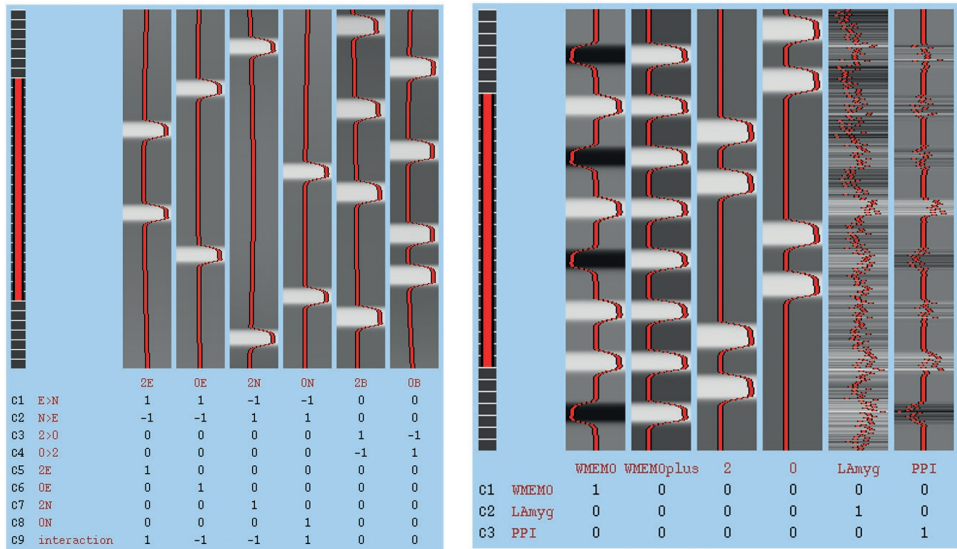 2E 0E 2N 0N 2B 0B
C1 E>N 1 1 -1 -1 0 0
C2 N>E -1 -1 1 1 0 0
C3 2>0 0 0 0 0 1 -1
C4 0>2 0 0 0 0 -1 1
C5 2E 1 0 0 0 0 0
C6 0E 0 1 0 0 0 0
C7 2N 0 0 1 0 0 0
C8 0N 0 0 0 1 0 0
C9 interaction 1 -1 -1 1 0 0
WMEMO WMEMOplus 2 0 LAmyg PPI
C1 WMEMO 1 0 0 0 0 0
C2 LAmyg 0 0 0 0 1 0
C3 PPI 0 0 0 0 0 1